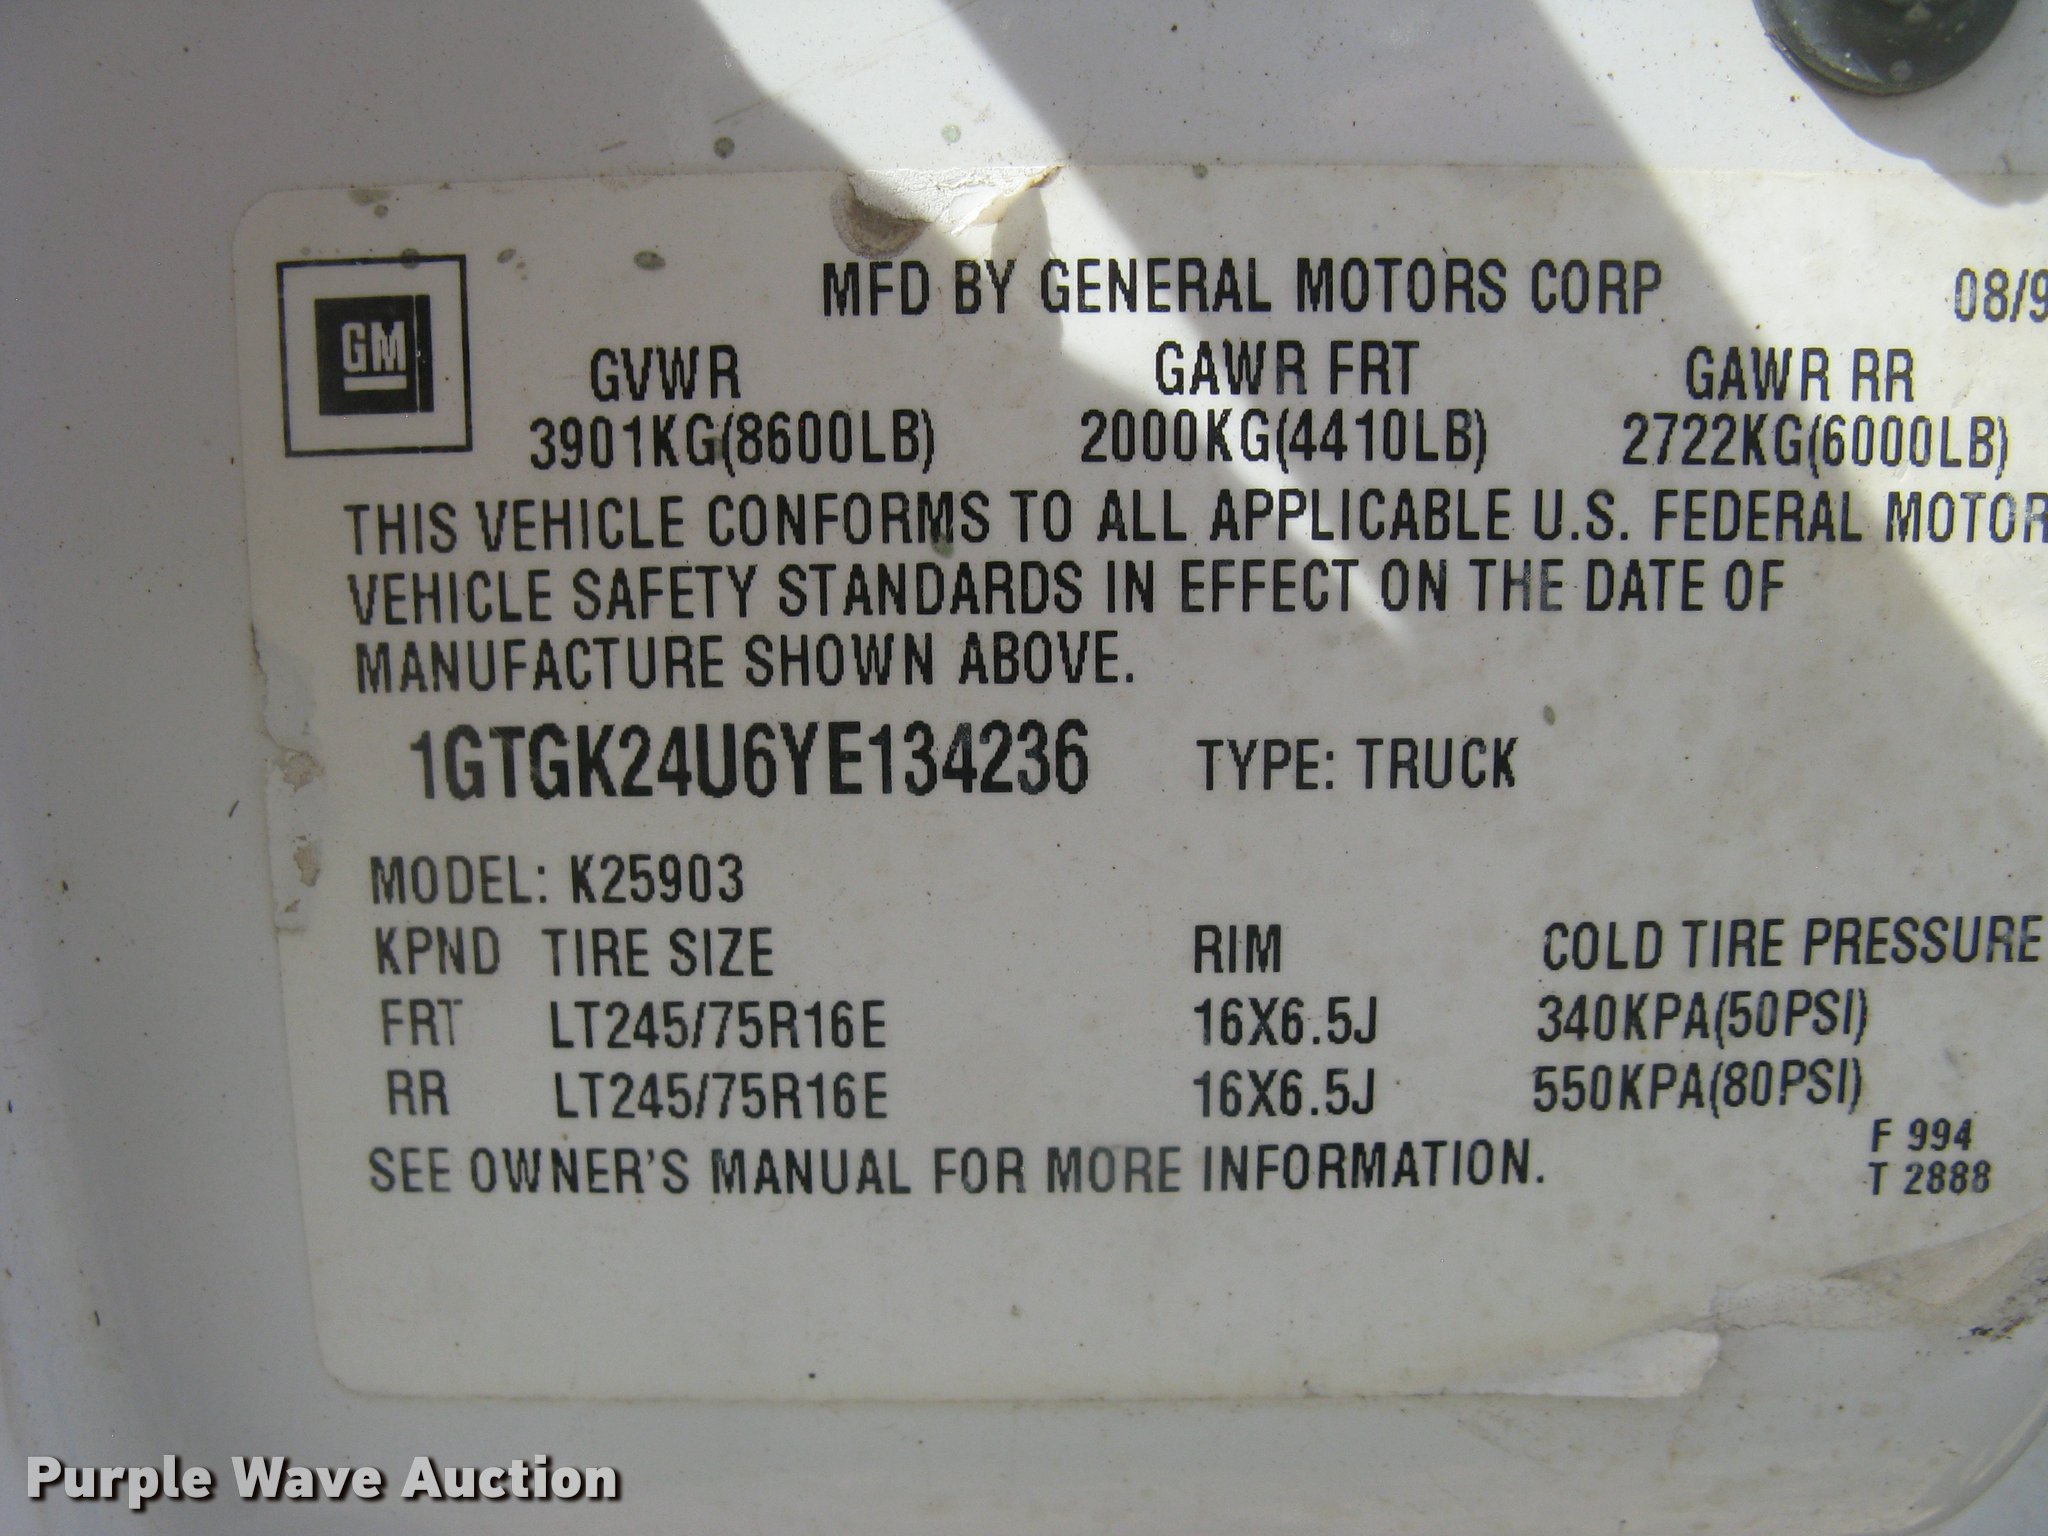 MFD BY GENERAL MOTORS CORP 08/9
GM
GVWR GAWR FRT GAWR RR
3901KG(8600LB) 2000KG(4410LB) 2722KG(6000LB)
THIS VEHICLE CONFORMS TO ALL APPLICABLE U.S. FEDERAL MOTOR
VEHICLE SAFETY STANDARDS IN EFFECT ON THE DATE OF
MANUFACTURE SHOWN ABOVE.
1GTGK24U6YE134236 TYPE: TRUCK
MODEL: K25903
KPND TIRE SIZE RIM COLD TIRE PRESSURE
FRT LT245/75R16E 16X6.5J 340KPA(50PSI)
RR LT245/75R16E 16X6.5J 550KPA(80PSI)
F 994
T 2888
SEE OWNER'S MANUAL FOR MORE INFORMATION.
Purple Wave Auction